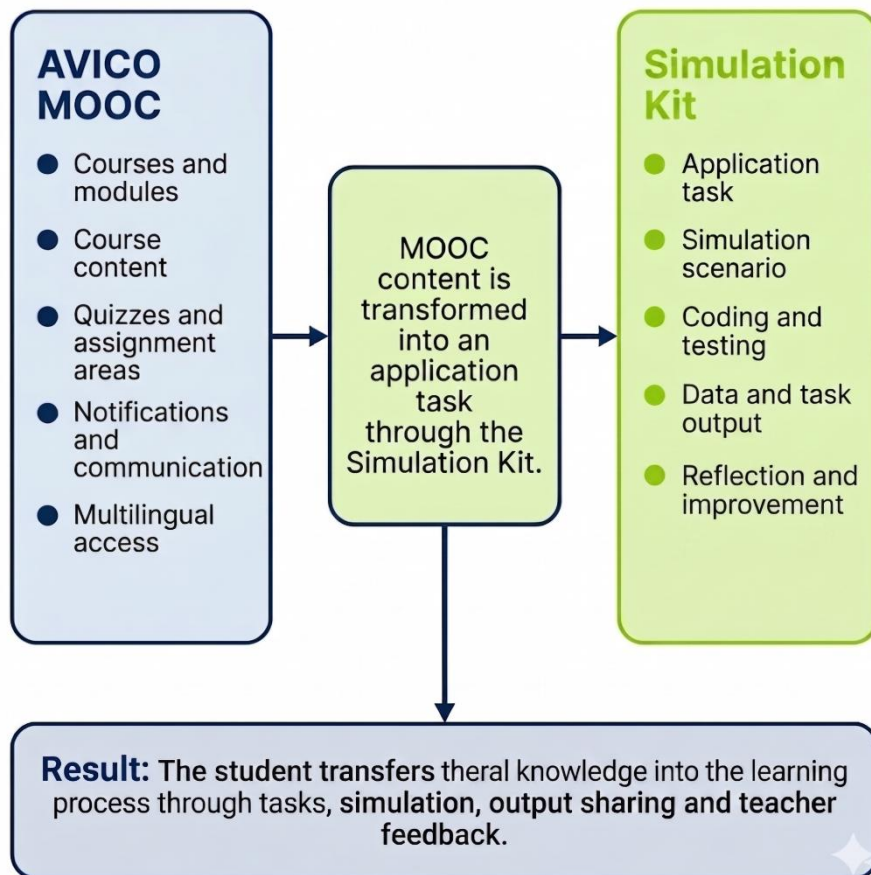 AVICO
MOOC
Courses and
modules
Course
content
Quizzes and
assignment
areas
Notifications
and
communication
Multilingual
access
MOOC
content is
transformed
into an
application
task
through the
Simulation Kit.
Simulation
Kit
Application
task
Simulation
scenario
Coding and
testing
Data and task
output
Reflection and
improvement
Result: The student transfers theral knowledge into the learning
process through tasks, simulation, output sharing and teacher
feedback.